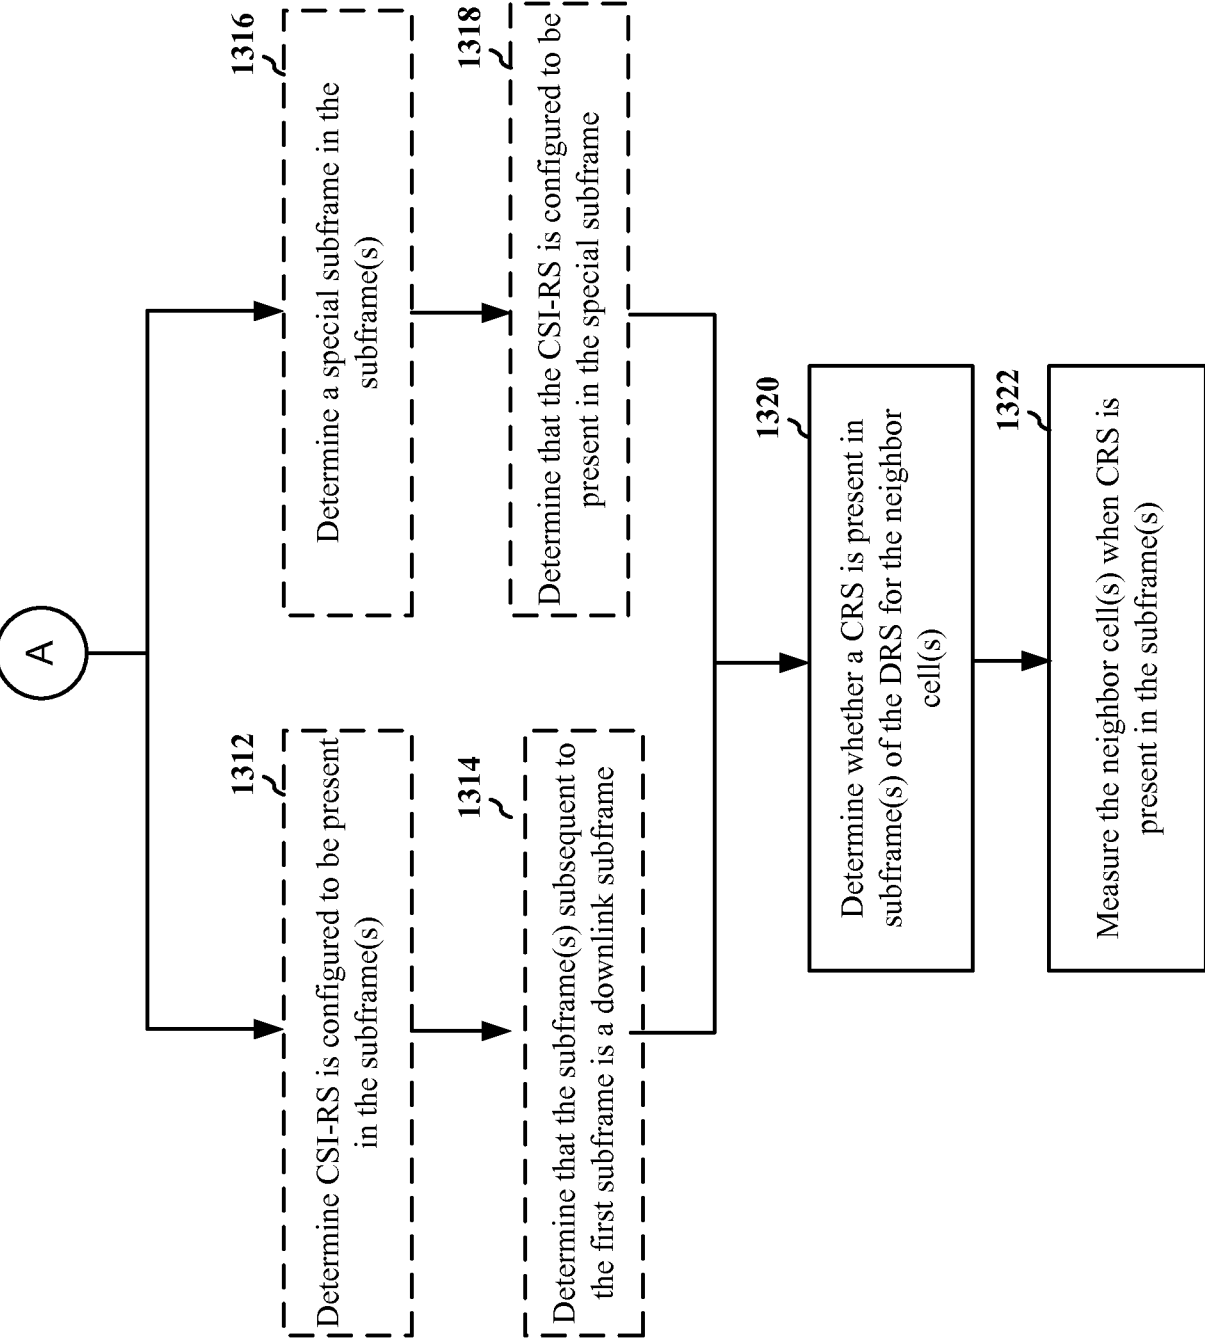 A
1312
Determine CSI-RS is configured to be present
in the subframe(s)
1314
Determine that the subframe(s) subsequent to
the first subframe is a downlink subframe
1316
Determine a special subframe in the
subframe(s)
1318
Determine that the CSI-RS is configured to be
present in the special subframe
1320
Determine whether a CRS is present in
subframe(s) of the DRS for the neighbor
cell(s)
1322
Measure the neighbor cell(s) when CRS is
present in the subframe(s)